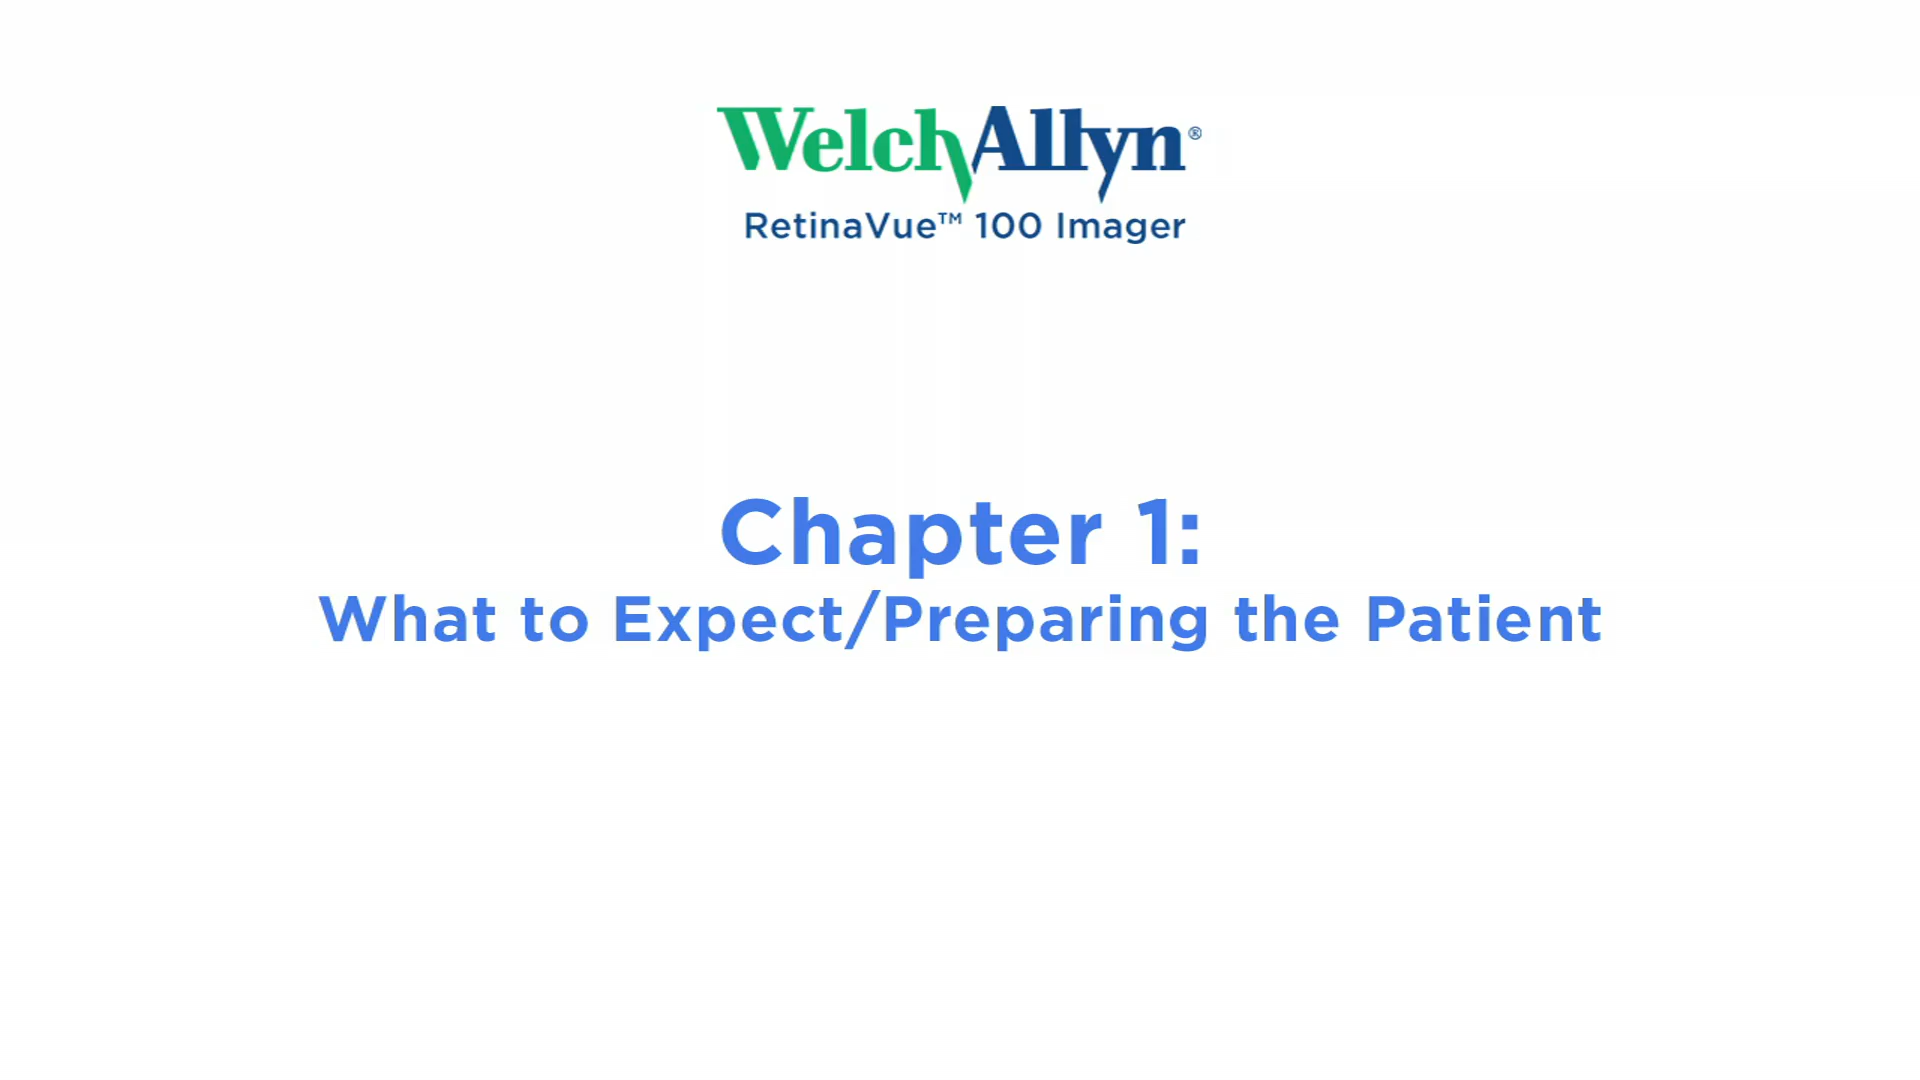 WelchAllyn®
RetinaVue™ 100 Imager
Chapter 1:
What to Expect/Preparing the Patient